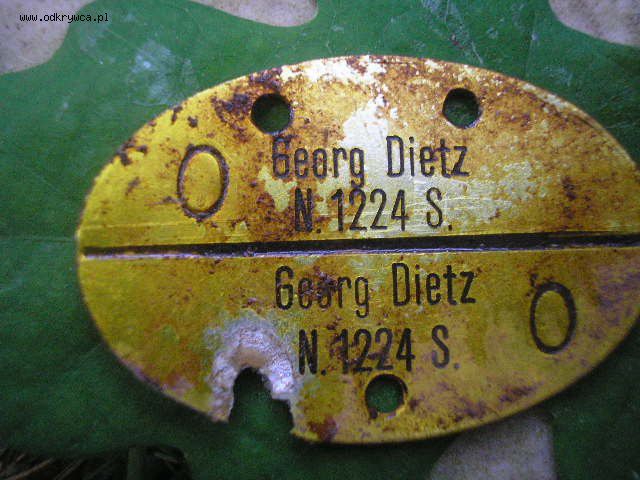 www.odkrywca.pl
Georg Dietz
O
N. 1224 S.
Georg Dietz
O
N. 1224 S.